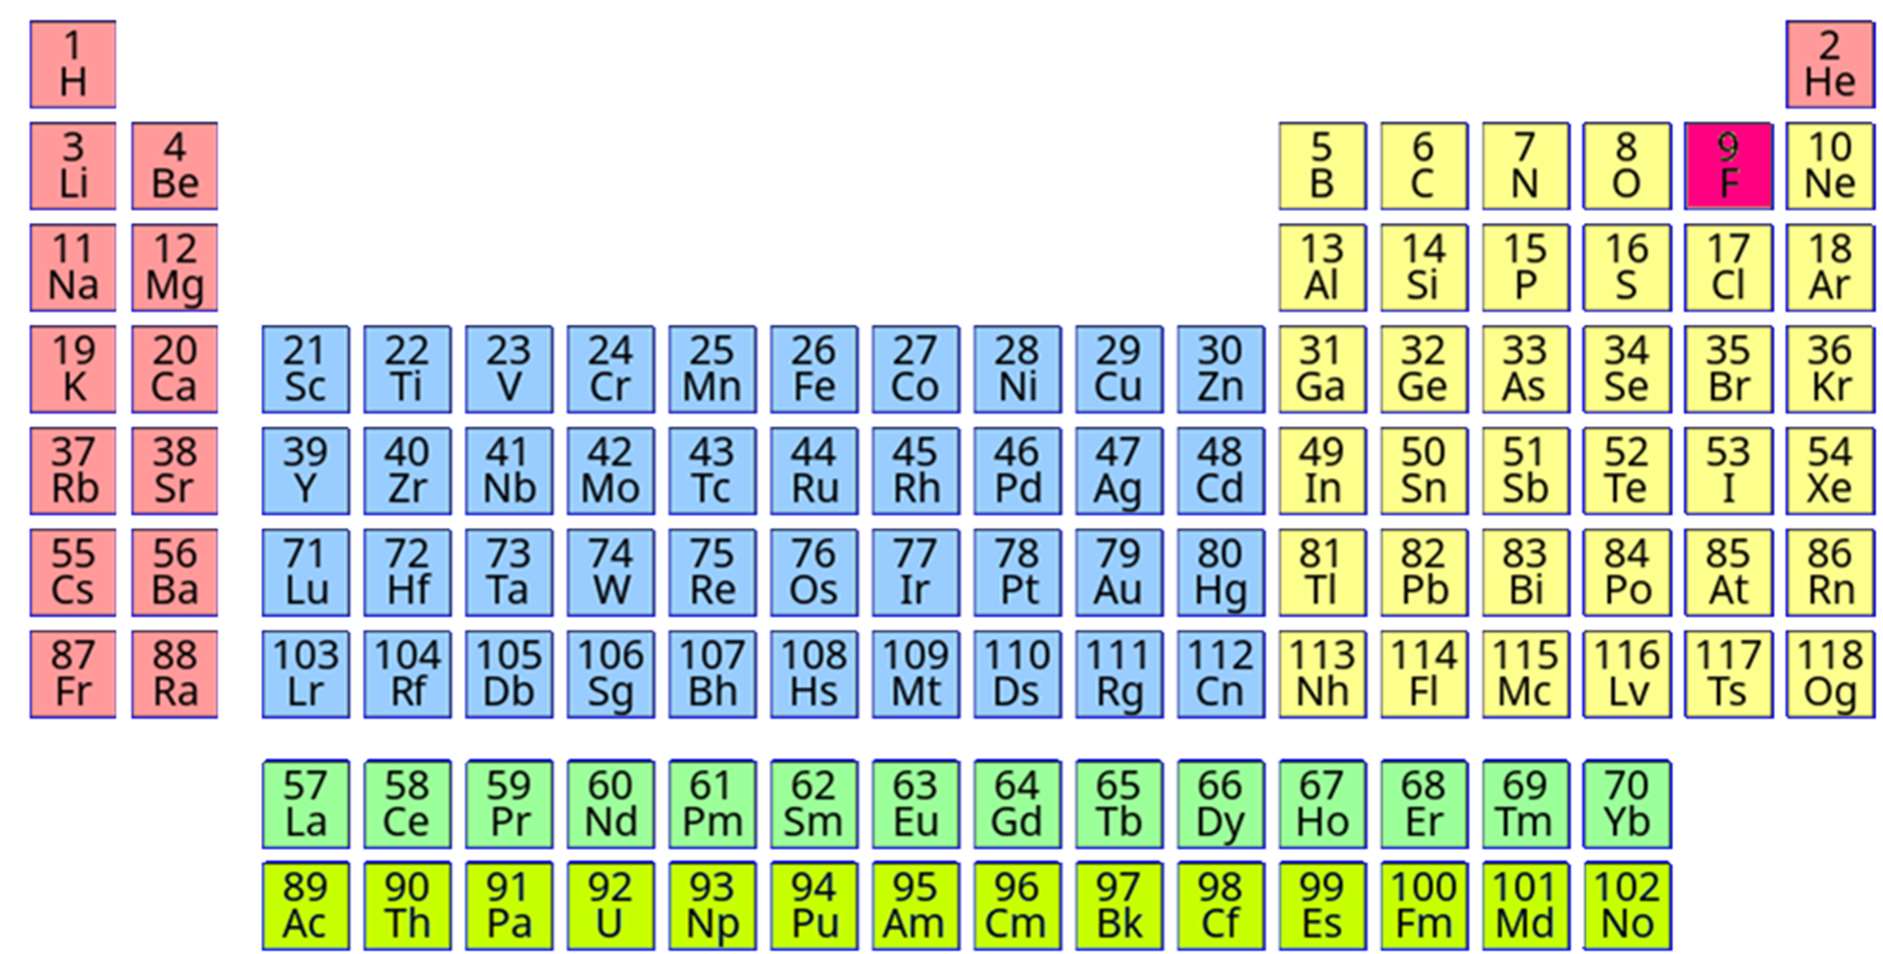 1 2
H He
3 4 5 6 7 8 9 10
Li Be B C N O F Ne
11 12 13 14 15 16 17 18
Na Mg Al Si P S Cl Ar
19 20 21 22 23 24 25 26 27 28 29 30 31 32 33 34 35 36
K Ca Sc Ti V Cr Mn Fe Co Ni Cu Zn Ga Ge As Se Br Kr
37 38 39 40 41 42 43 44 45 46 47 48 49 50 51 52 53 54
Rb Sr Y Zr Nb Mo Tc Ru Rh Pd Ag Cd In Sn Sb Te I Xe
55 56 71 72 73 74 75 76 77 78 79 80 81 82 83 84 85 86
Cs Ba Lu Hf Ta W Re Os Ir Pt Au Hg Tl Pb Bi Po At Rn
87 88 103 104 105 106 107 108 109 110 111 112 113 114 115 116 117 118
Fr Ra Lr Rf Db Sg Bh Hs Mt Ds Rg Cn Nh Fl Mc Lv Ts Og
57 58 59 60 61 62 63 64 65 66 67 68 69 70
La Ce Pr Nd Pm Sm Eu Gd Tb Dy Ho Er Tm Yb
89 90 91 92 93 94 95 96 97 98 99 100 101 102
Ac Th Pa U Np Pu Am Cm Bk Cf Es Fm Md No